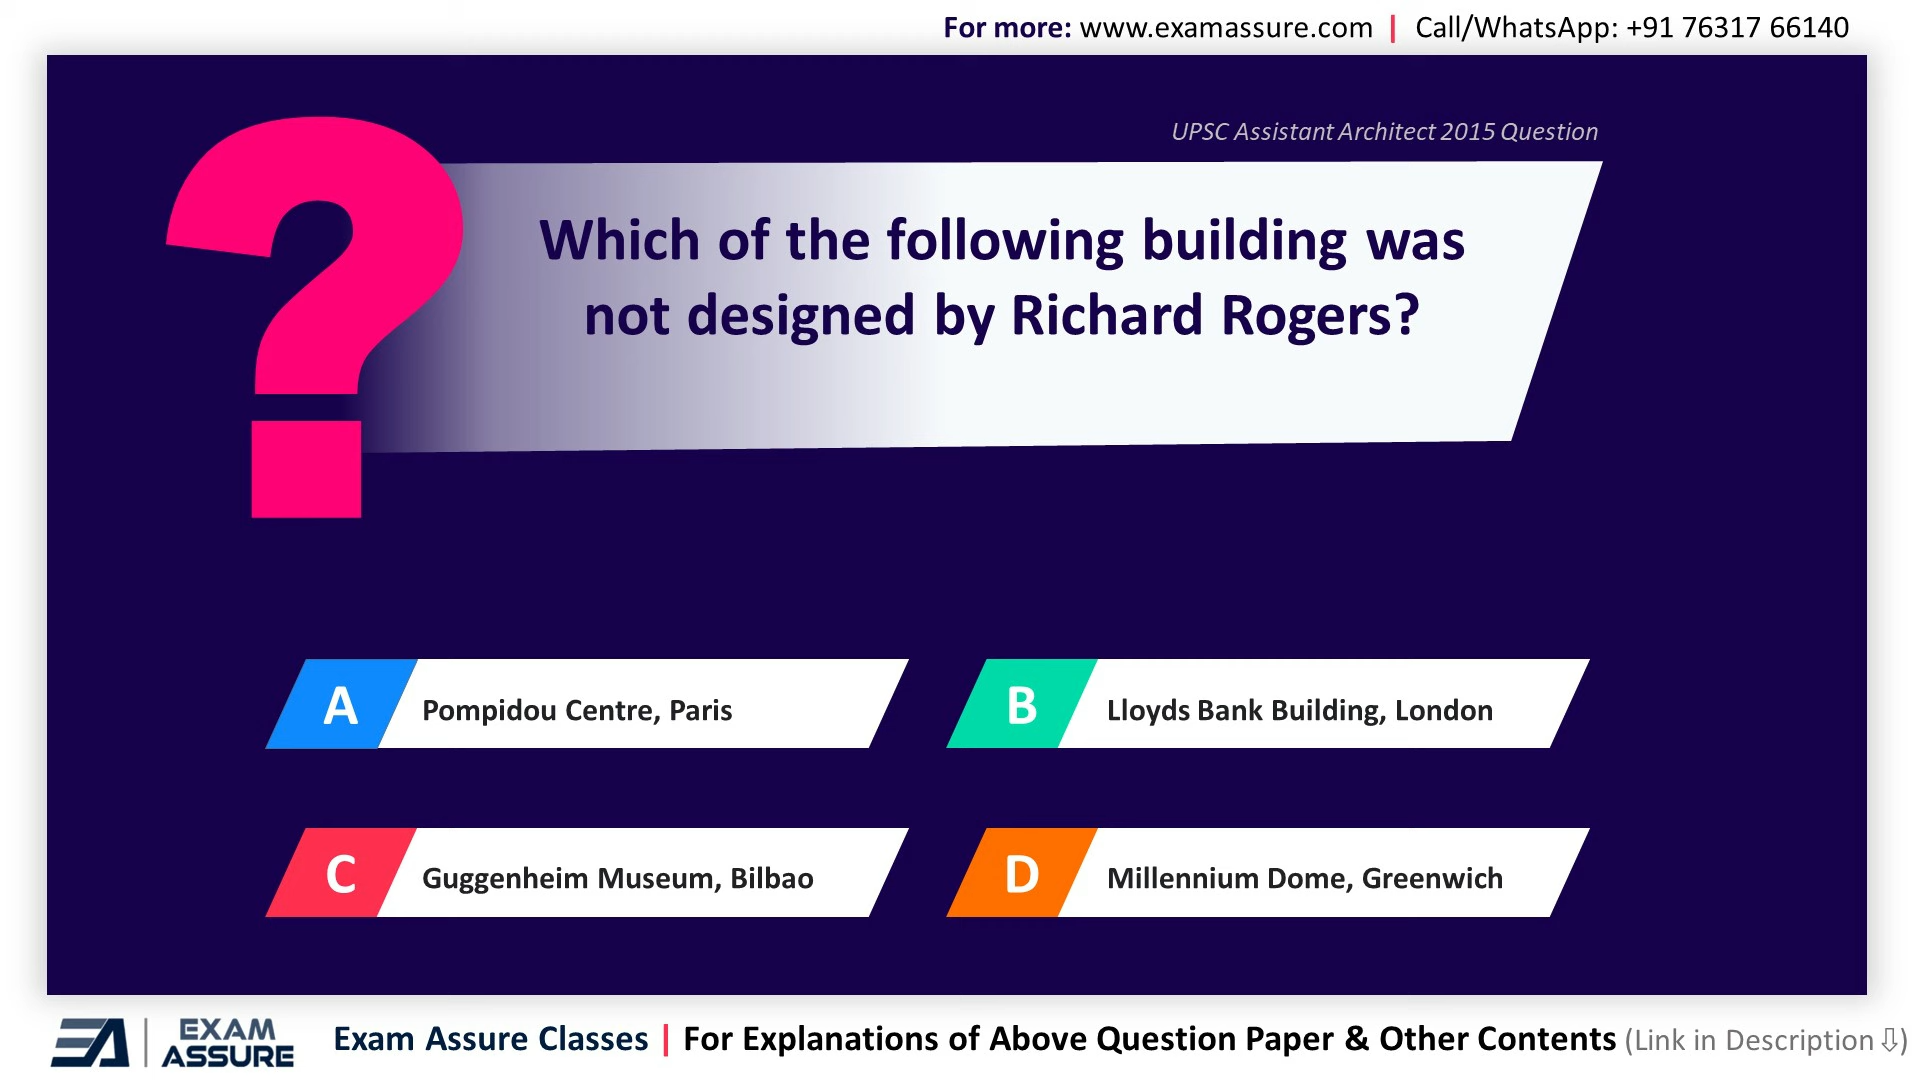 For more: www.examassure.com | Call/WhatsApp: +91 76317 66140
UPSC Assistant Architect 2015 Question
?
Which of the following building was
not designed by Richard Rogers?
A Pompidou Centre, Paris
B Lloyds Bank Building, London
C Guggenheim Museum, Bilbao
D Millennium Dome, Greenwich
EA | EXAM
ASSURE
Exam Assure Classes | For Explanations of Above Question Paper & Other Contents (Link in Description ⇩)